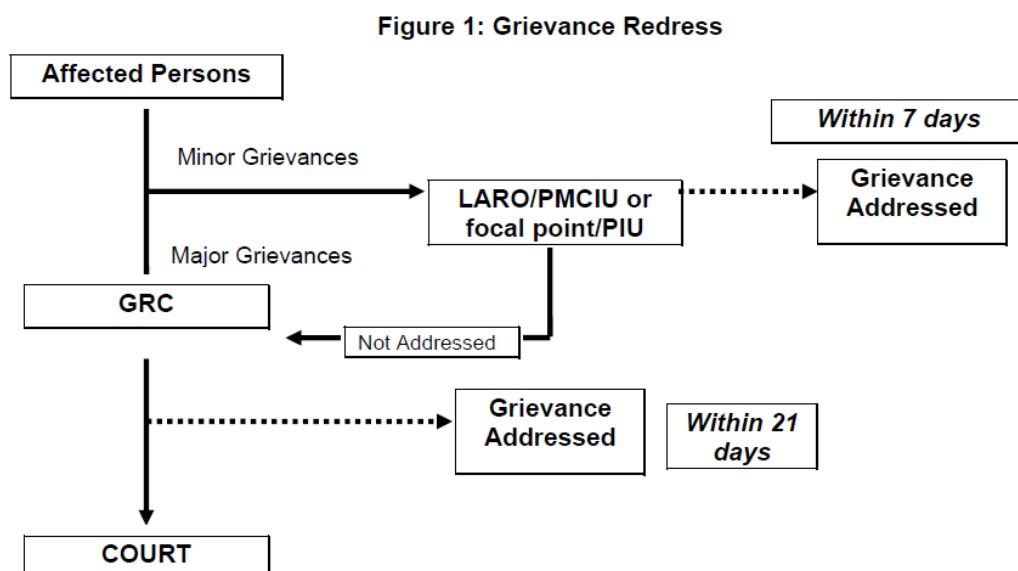 Figure 1: Grievance Redress
Affected Persons
Within 7 days
Minor Grievances
Grievance
Addressed
LARO/PMCIU or
focal point/PIU
Major Grievances
GRC
Not Addressed
Grievance
Addressed
Within 21
days
COURT